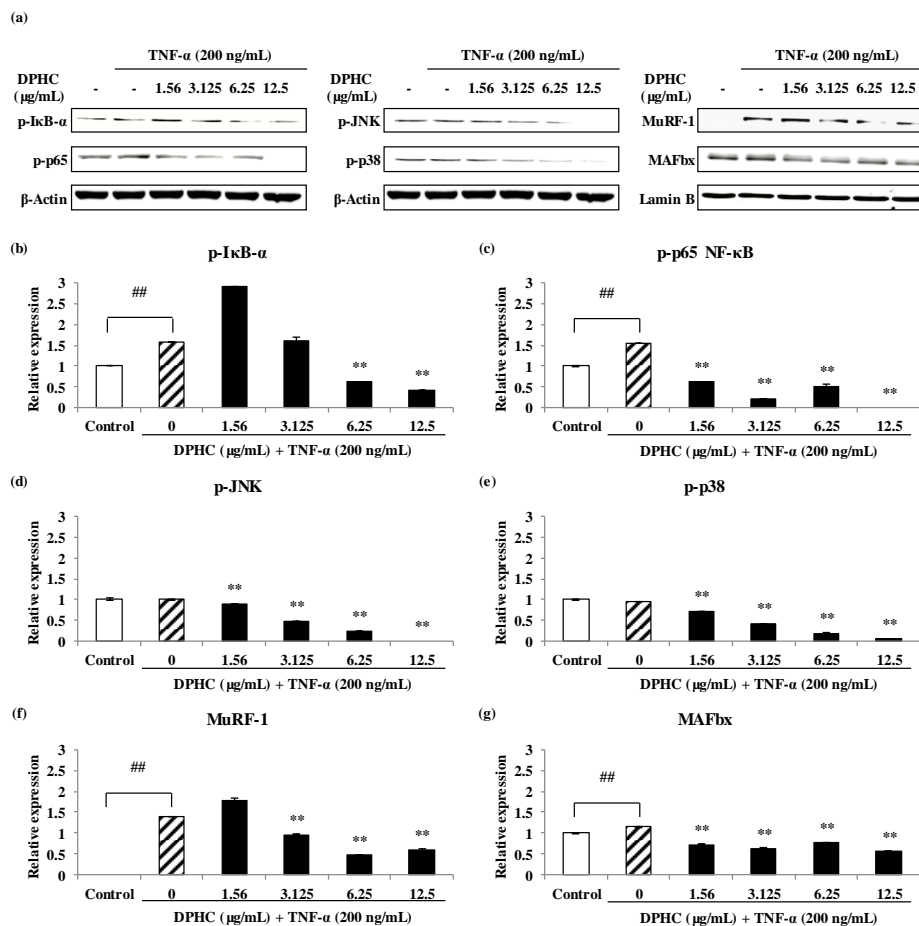 (a)
TNF-α (200 ng/mL)
DPHC (μg/mL) - - 1.56 3.125 6.25 12.5
p-IκB-α
p-p65
β-Actin
TNF-α (200 ng/mL)
DPHC (μg/mL) - - 1.56 3.125 6.25 12.5
p-JNK
p-p38
β-Actin
TNF-α (200 ng/mL)
DPHC (μg/mL) - - 1.56 3.125 6.25 12.5
MuRF-1
MAFbx
Lamin B
(b)
p-IκB-α
Relative expression
3
2.5
2
1.5
1
0.5
0
##
** **
Control 0 1.56 3.125 6.25 12.5
DPHC (μg/mL) + TNF-α (200 ng/mL)
(c)
p-p65 NF-κB
Relative expression
3
2.5
2
1.5
1
0.5
0
##
** ** ** **
Control 0 1.56 3.125 6.25 12.5
DPHC (μg/mL) + TNF-α (200 ng/mL)
(d)
p-JNK
Relative expression
3
2.5
2
1.5
1
0.5
0
** ** ** **
Control 0 1.56 3.125 6.25 12.5
DPHC (μg/mL) + TNF-α (200 ng/mL)
(e)
p-p38
Relative expression
3
2.5
2
1.5
1
0.5
0
** ** ** **
Control 0 1.56 3.125 6.25 12.5
DPHC (μg/mL) + TNF-α (200 ng/mL)
(f)
MuRF-1
Relative expression
3
2.5
2
1.5
1
0.5
0
##
** ** **
Control 0 1.56 3.125 6.25 12.5
DPHC (μg/mL) + TNF-α (200 ng/mL)
(g)
MAFbx
Relative expression
3
2.5
2
1.5
1
0.5
0
##
** ** ** **
Control 0 1.56 3.125 6.25 12.5
DPHC (μg/mL) + TNF-α (200 ng/mL)